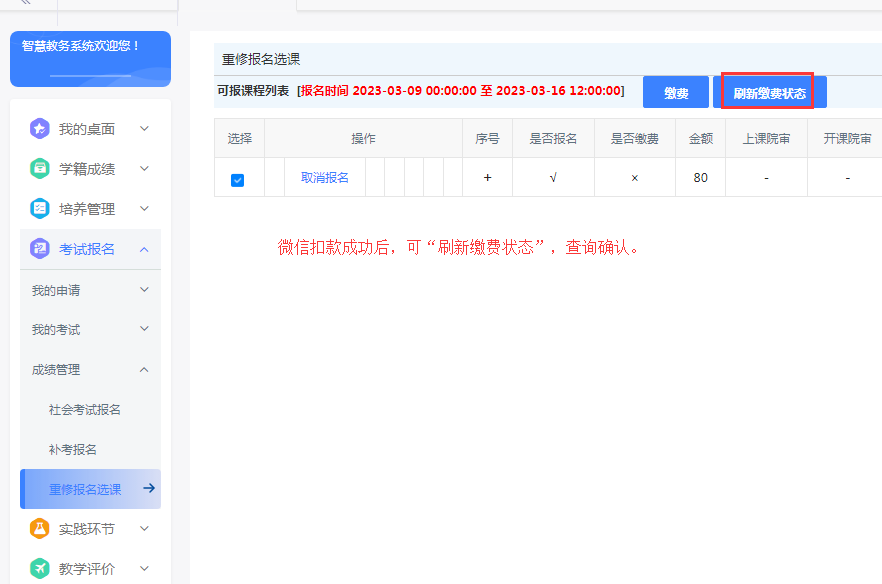 智慧教务系统欢迎您！
我的桌面
学籍成绩
培养管理
考试报名
我的申请
我的考试
成绩管理
社会考试报名
补考报名
重修报名选课
实践环节
教学评价
重修报名选课
可报课程列表 [报名时间 2023-03-09 00:00:00 至 2023-03-16 12:00:00] 缴费 刷新缴费状态
选择 操作 序号 是否报名 是否缴费 金额 上课院审 开课院审
取消报名 + √ × 80 - -
微信扣款成功后，可“刷新缴费状态”，查询确认。